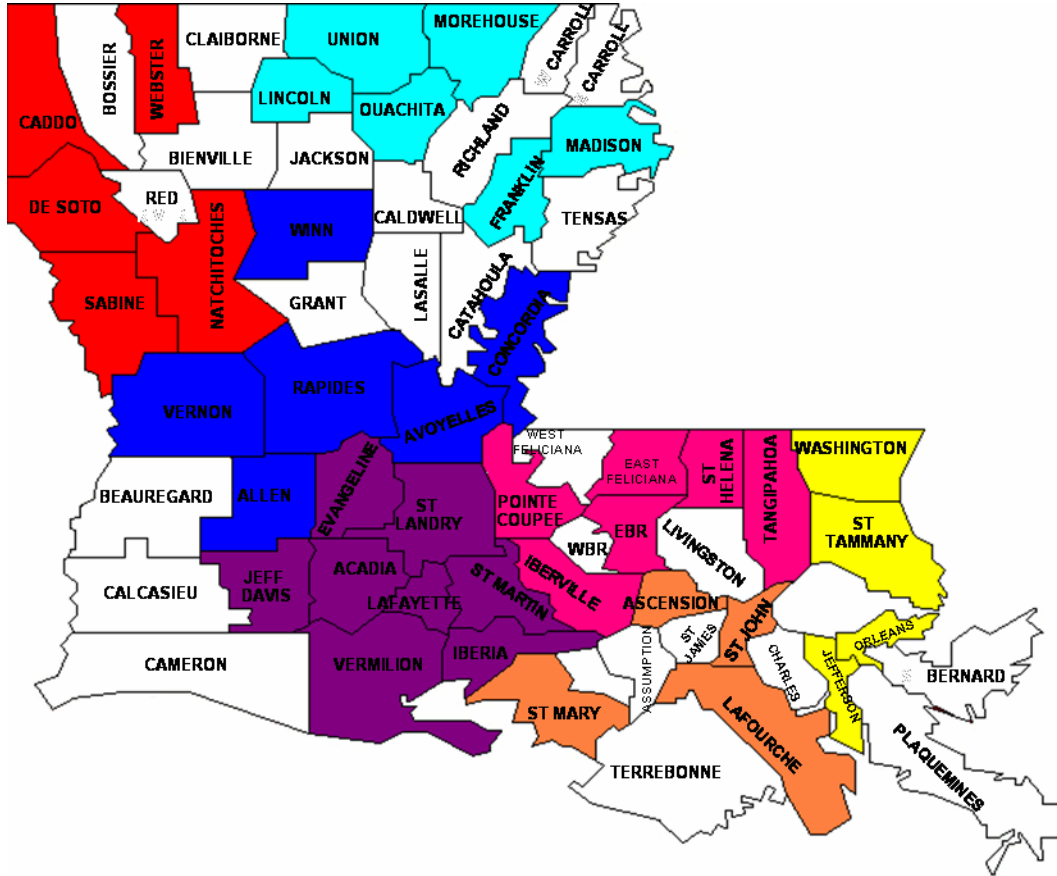 CLAIBORNE
UNION
MOREHOUSE
W CARROLL
CARROLL
BOSSIER
WEBSTER
LINCOLN
OUACHITA
CADDO
RICHLAND
MADISON
BIENVILLE
JACKSON
FRANKLIN
DE SOTO
RED
WINN
CALDWELL
TENSAS
NATCHITOCHES
SABINE
GRANT
LASALLE
CATAHOULA
CONCORDIA
VERNON
RAPIDES
AVOYELLES
WEST
FELICIANA
EAST
FELICIANA
ST
HELENA
TANGIPAHOA
WASHINGTON
BEAUREGARD
ALLEN
EVANGELINE
ST
LANDRY
POINTE
COUPEE
WBR
EBR
LIVINGSTON
ST
TAMMANY
CALCASIEU
JEFF
DAVIS
ACADIA
LAFAYETTE
ST MARTIN
IBERVILLE
ASCENSION
ST JOHN
ST
JAMES
CAMERON
VERMILION
IBERIA
ASSUMPTION
CHARLES
JEFFERSON
ORLEANS
BERNARD
ST MARY
LAFOURCHE
TERREBONNE
PLAQUEMINES